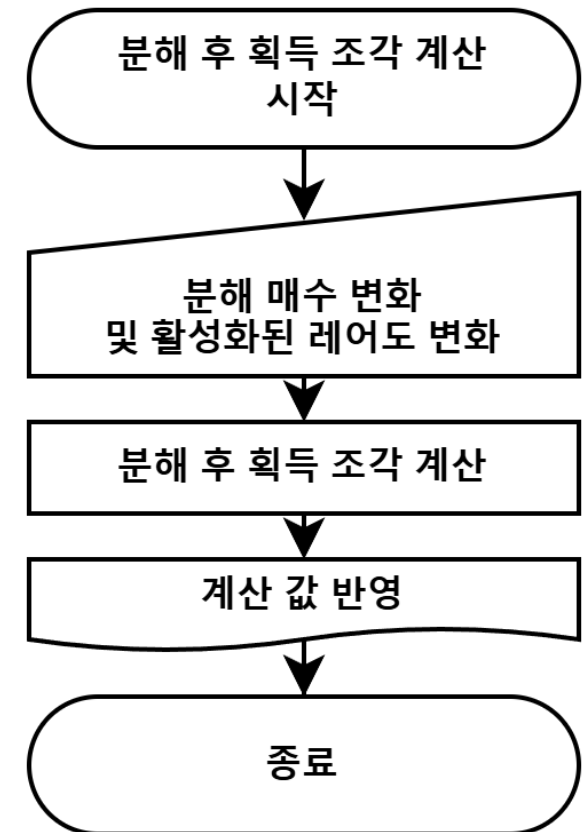 분해 후 획득 조각 계산
시작
분해 매수 변화
및 활성화된 레어도 변화
분해 후 획득 조각 계산
계산 값 반영
종료